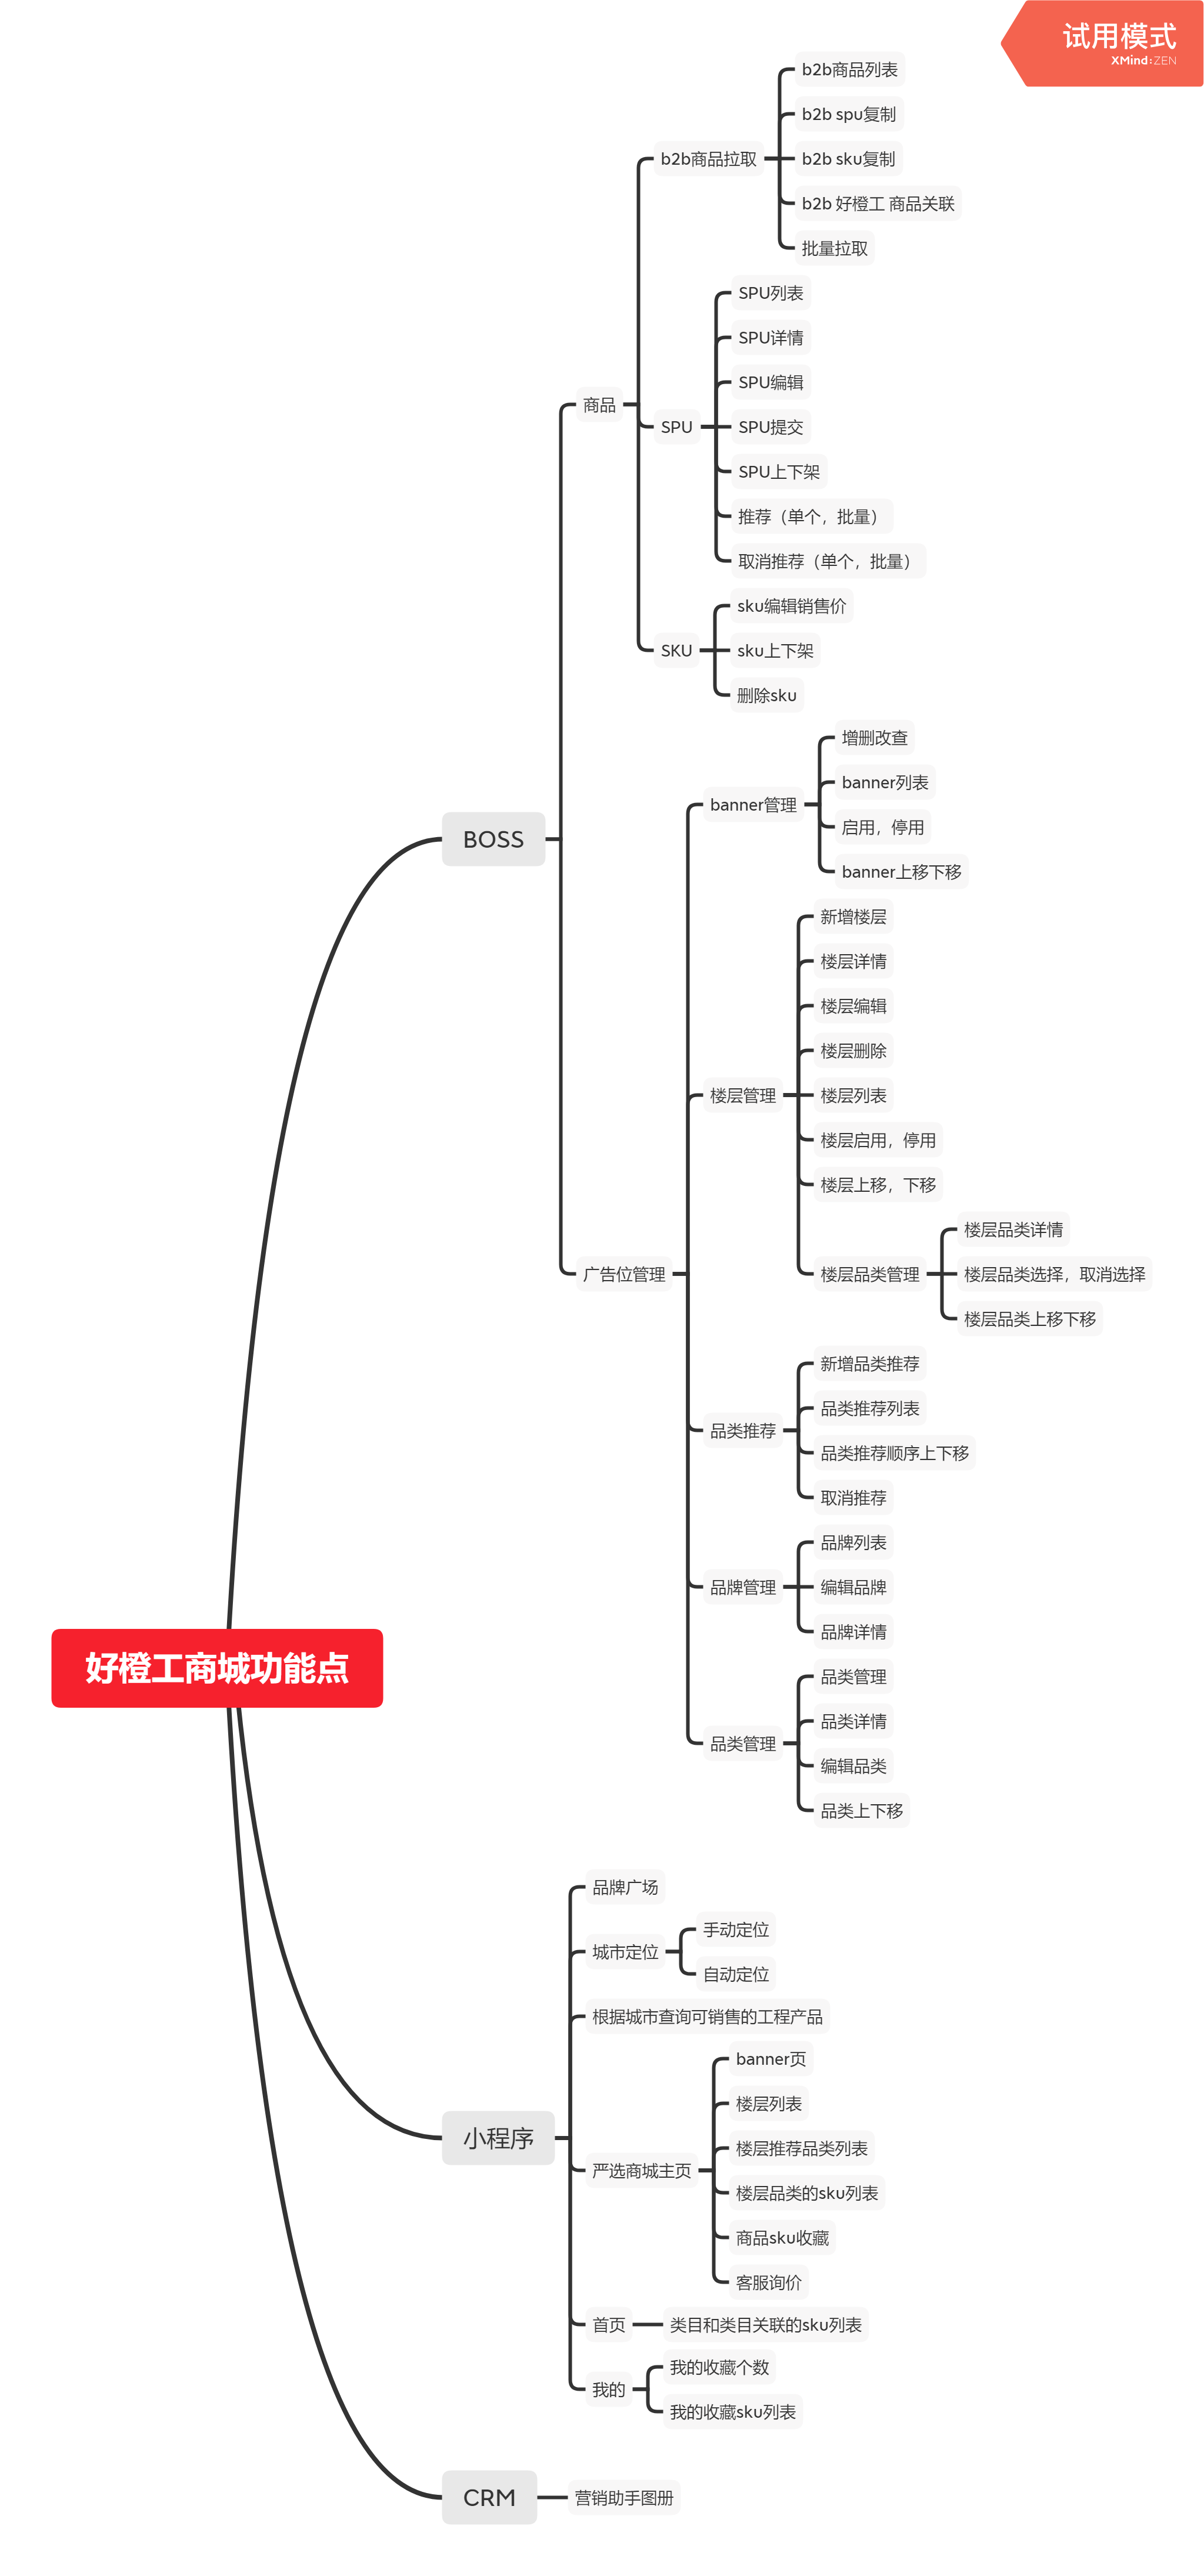 试用模式
XMind:ZEN
b2b商品列表
b2b spu复制
b2b商品拉取
b2b sku复制
b2b 好橙工 商品关联
批量拉取
SPU列表
SPU详情
SPU编辑
商品
SPU
SPU提交
SPU上下架
推荐（单个，批量）
取消推荐（单个，批量）
sku编辑销售价
SKU
sku上下架
删除sku
增删改查
banner列表
banner管理
启用，停用
BOSS
banner上移下移
新增楼层
楼层详情
楼层编辑
楼层删除
楼层管理
楼层列表
楼层启用，停用
楼层上移，下移
楼层品类详情
广告位管理
楼层品类管理
楼层品类选择，取消选择
楼层品类上移下移
新增品类推荐
品类推荐列表
品类推荐
品类推荐顺序上下移
取消推荐
品牌列表
品牌管理
编辑品牌
品牌详情
好橙工商城功能点
品类管理
品类详情
品类管理
编辑品类
品类上下移
品牌广场
手动定位
城市定位
自动定位
根据城市查询可销售的工程产品
banner页
楼层列表
小程序
楼层推荐品类列表
严选商城主页
楼层品类的sku列表
商品sku收藏
客服询价
首页
类目和类目关联的sku列表
我的收藏个数
我的
我的收藏sku列表
CRM
营销助手图册